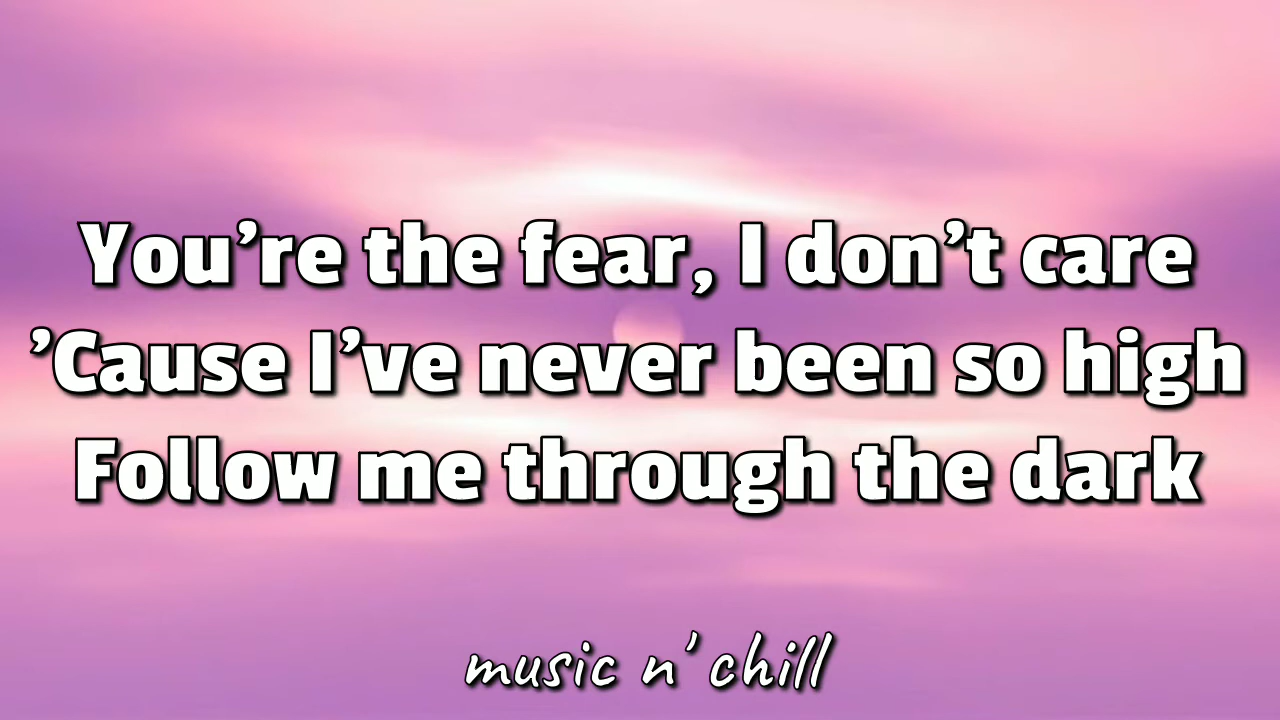 You’re the fear, I don’t care
’Cause I’ve never been so high
Follow me through the dark
music n’ chill